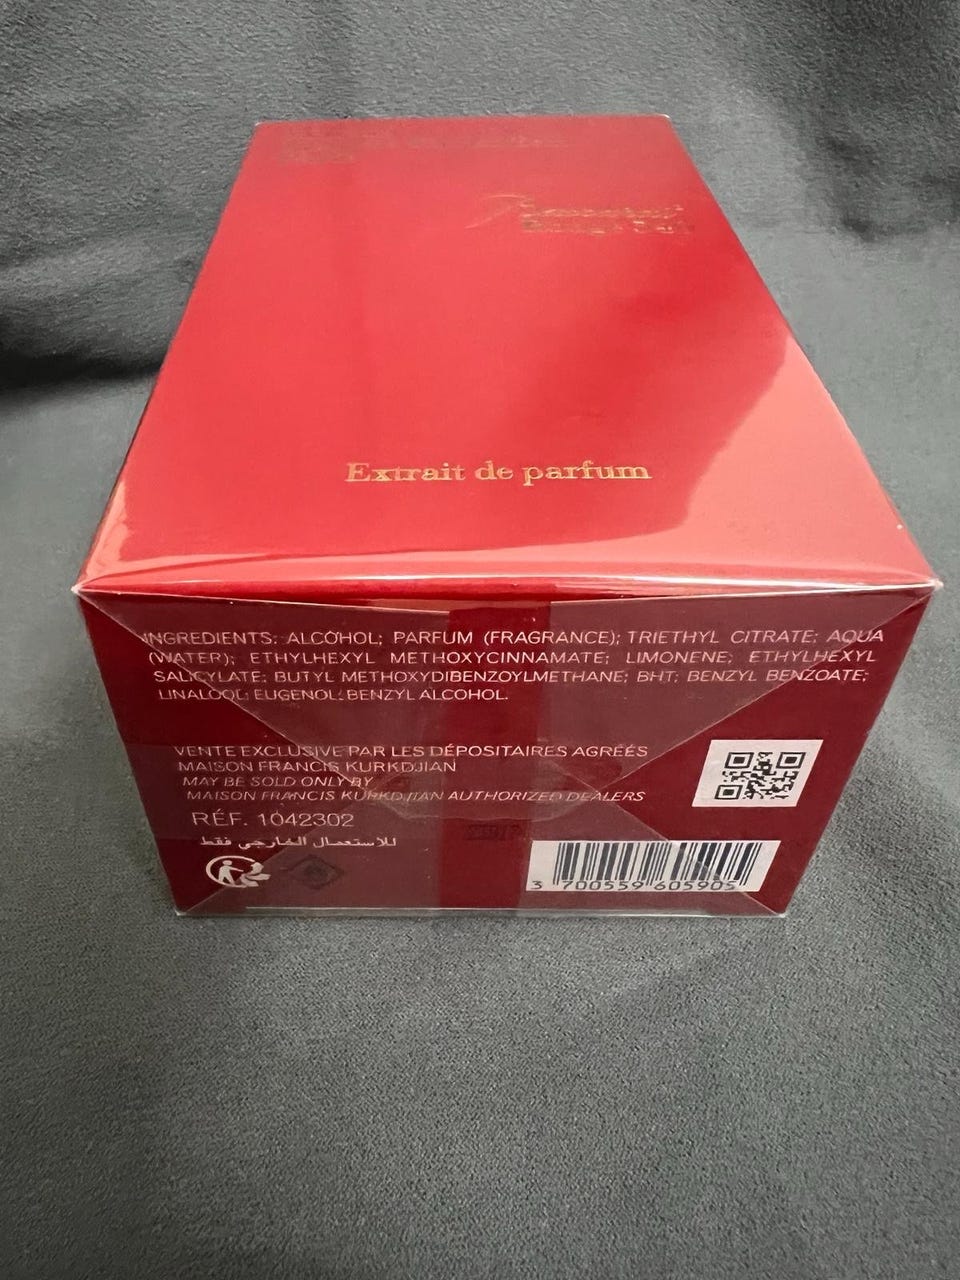 Extrait de parfum
INGREDIENTS: ALCOHOL; PARFUM (FRAGRANCE); TRIETHYL CITRATE; AQUA
(WATER); ETHYLHEXYL METHOXYCINNAMATE; LIMONENE; ETHYLHEXYL
SALICYLATE; BUTYL METHOXYDIBENZOYLMETHANE; BHT; BENZYL BENZOATE;
LINALOOL; EUGENOL; BENZYL ALCOHOL.
VENTE EXCLUSIVE PAR LES DÉPOSITAIRES AGRÉÉS
MAISON FRANCIS KURKDJIAN
MAY BE SOLD ONLY BY
MAISON FRANCIS KURKDJIAN AUTHORIZED DEALERS
RÉF. 1042302
للاستعمال الخارجي فقط
3 700559 605905